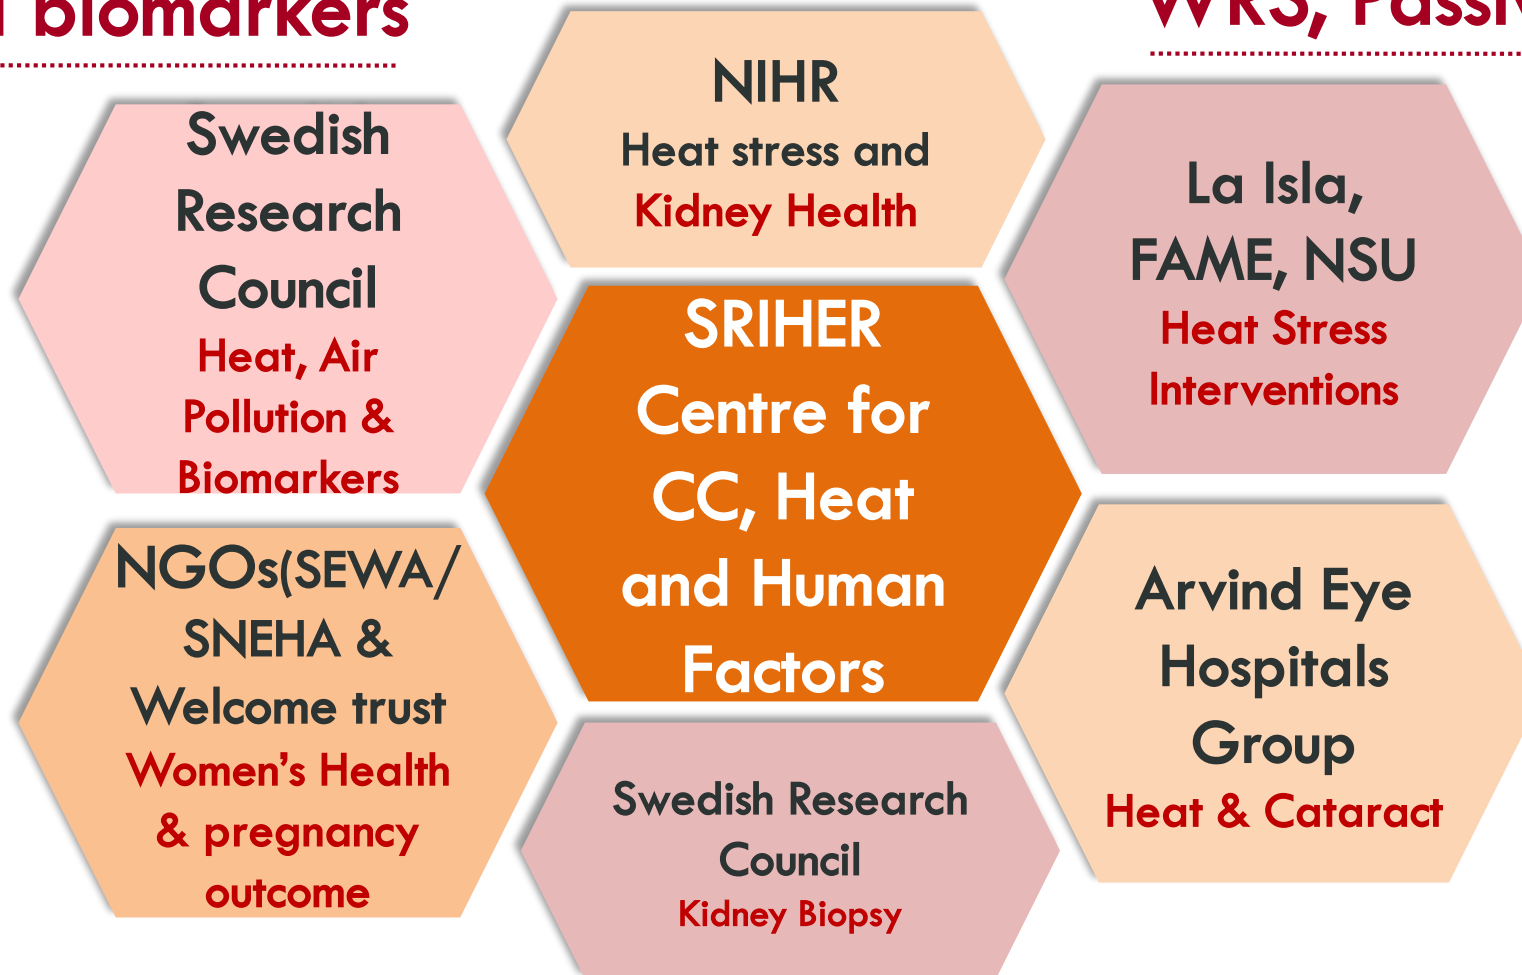 biomarkers
WRS,
NIHR
Heat stress and
Kidney Health
Swedish
Research
Council
Heat, Air
Pollution &
Biomarkers
La Isla,
FAME, NSU
Heat Stress
Interventions
SRIHER
Centre for
CC, Heat
and Human
Factors
NGOs(SEWA/
SNEHA &
Welcome trust
Women’s Health
& pregnancy
outcome
Arvind Eye
Hospitals
Group
Heat & Cataract
Swedish Research
Council
Kidney Biopsy